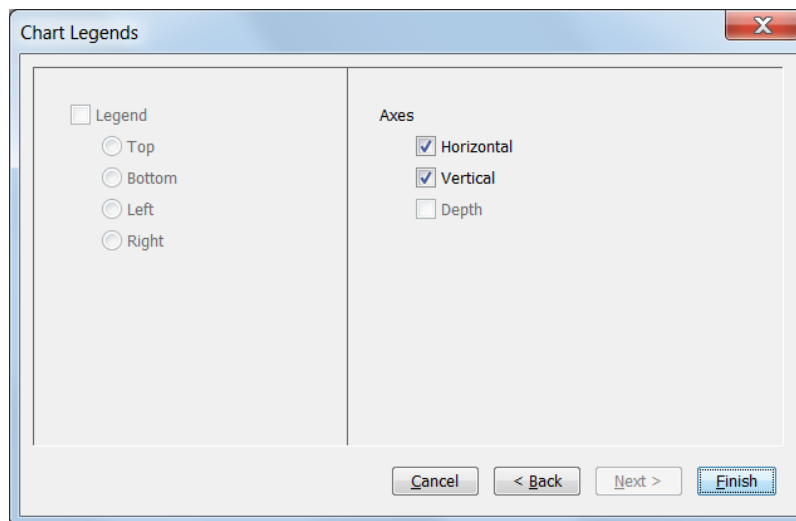 Chart Legends
Legend
Top
Bottom
Left
Right
Axes
Horizontal
Vertical
Depth
Cancel
< Back
Next >
Finish